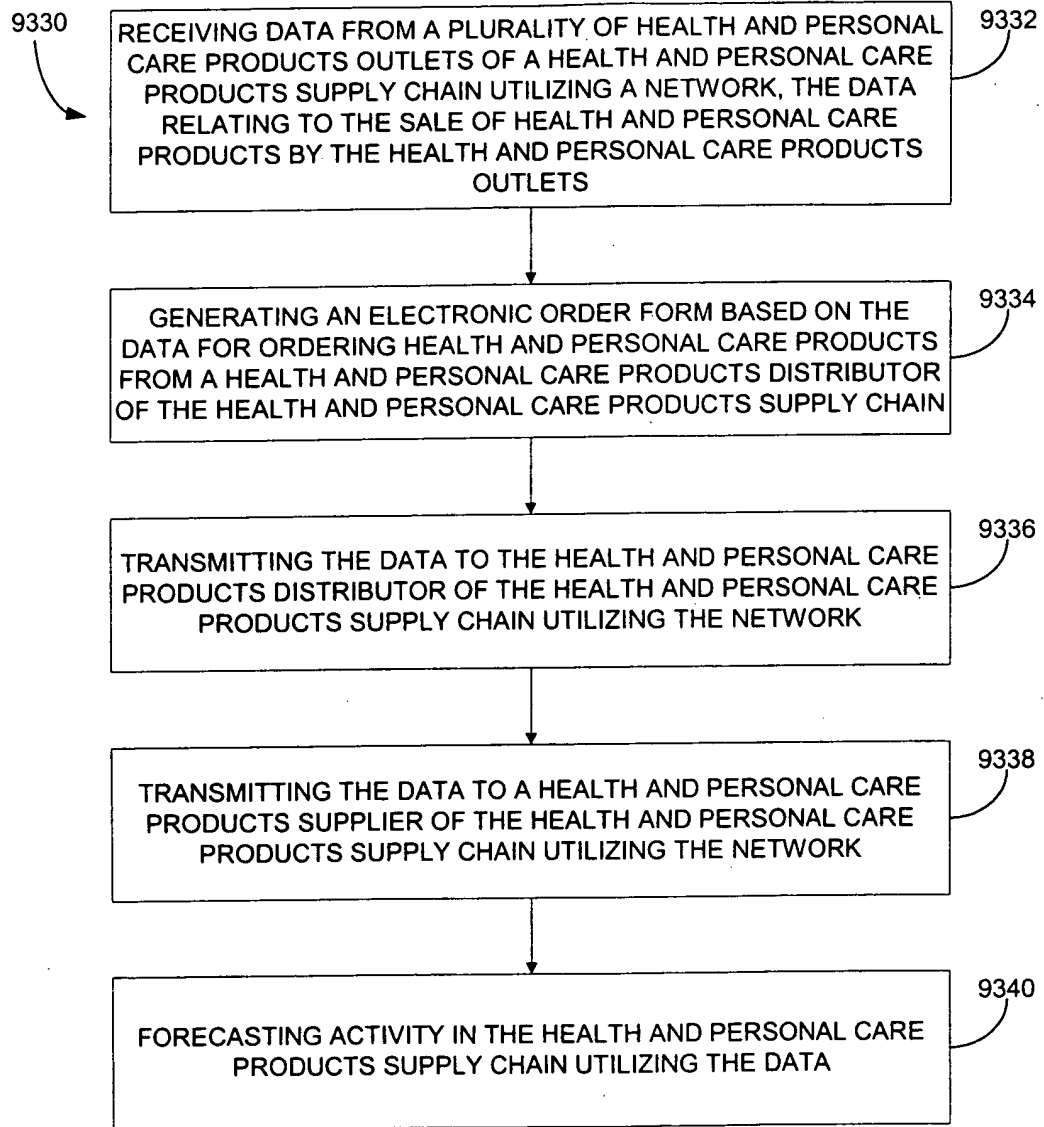 9330
9332
RECEIVING DATA FROM A PLURALITY OF HEALTH AND PERSONAL
CARE PRODUCTS OUTLETS OF A HEALTH AND PERSONAL CARE
PRODUCTS SUPPLY CHAIN UTILIZING A NETWORK, THE DATA
RELATING TO THE SALE OF HEALTH AND PERSONAL CARE
PRODUCTS BY THE HEALTH AND PERSONAL CARE PRODUCTS
OUTLETS
9334
GENERATING AN ELECTRONIC ORDER FORM BASED ON THE
DATA FOR ORDERING HEALTH AND PERSONAL CARE PRODUCTS
FROM A HEALTH AND PERSONAL CARE PRODUCTS DISTRIBUTOR
OF THE HEALTH AND PERSONAL CARE PRODUCTS SUPPLY CHAIN
9336
TRANSMITTING THE DATA TO THE HEALTH AND PERSONAL CARE
PRODUCTS DISTRIBUTOR OF THE HEALTH AND PERSONAL CARE
PRODUCTS SUPPLY CHAIN UTILIZING THE NETWORK
9338
TRANSMITTING THE DATA TO A HEALTH AND PERSONAL CARE
PRODUCTS SUPPLIER OF THE HEALTH AND PERSONAL CARE
PRODUCTS SUPPLY CHAIN UTILIZING THE NETWORK
9340
FORECASTING ACTIVITY IN THE HEALTH AND PERSONAL CARE
PRODUCTS SUPPLY CHAIN UTILIZING THE DATA